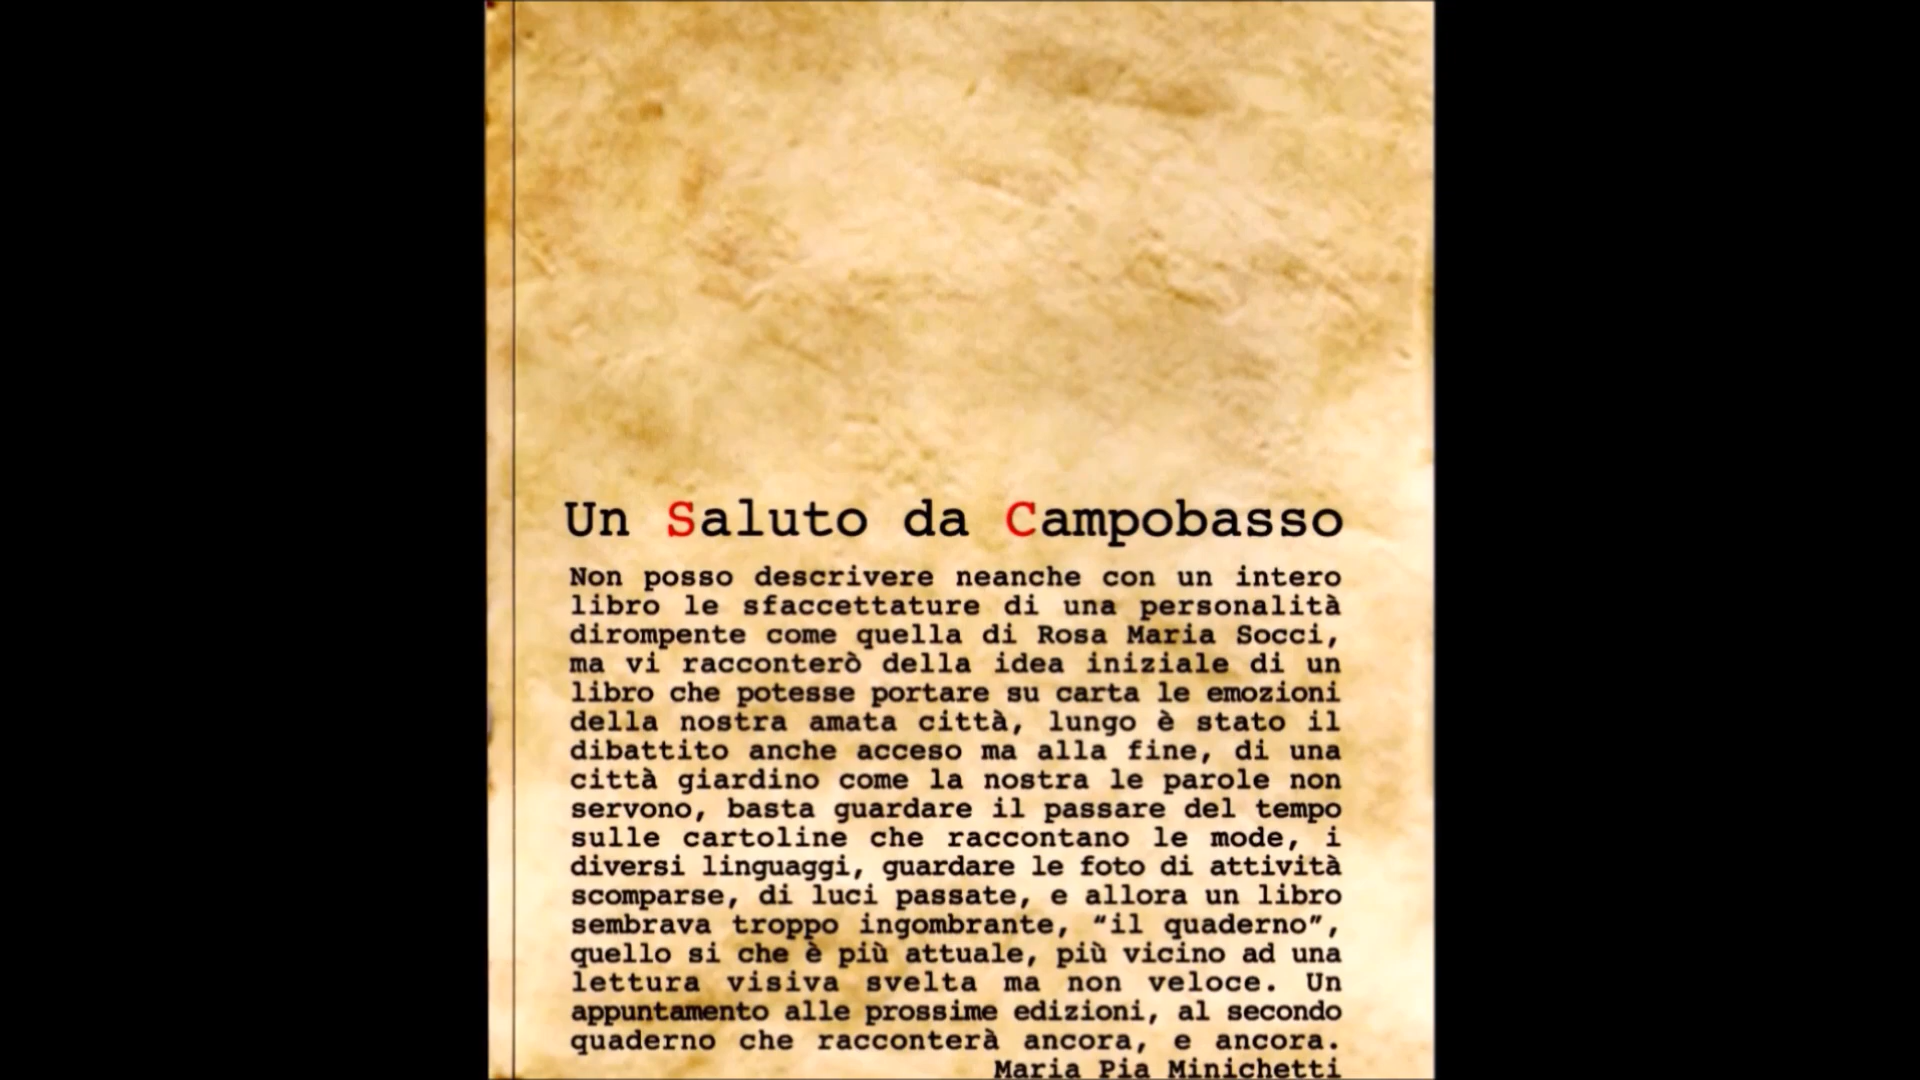 Un Saluto da Campobasso
Non posso descrivere neanche con un intero
libro le sfaccettature di una personalità
dirompente come quella di Rosa Maria Socci,
ma vi racconterò della idea iniziale di un
libro che potesse portare su carta le emozioni
della nostra amata città, lungo è stato il
dibattito anche acceso ma alla fine, di una
città giardino come la nostra le parole non
servono, basta guardare il passare del tempo
sulle cartoline che raccontano le mode, i
diversi linguaggi, guardare le foto di attività
scomparse, di luci passate, e allora un libro
sembrava troppo ingombrante, “il quaderno”,
quello si che è più attuale, più vicino ad una
lettura visiva svelta ma non veloce. Un
appuntamento alle prossime edizioni, al secondo
quaderno che racconterà ancora, e ancora.
Maria Pia Minichetti